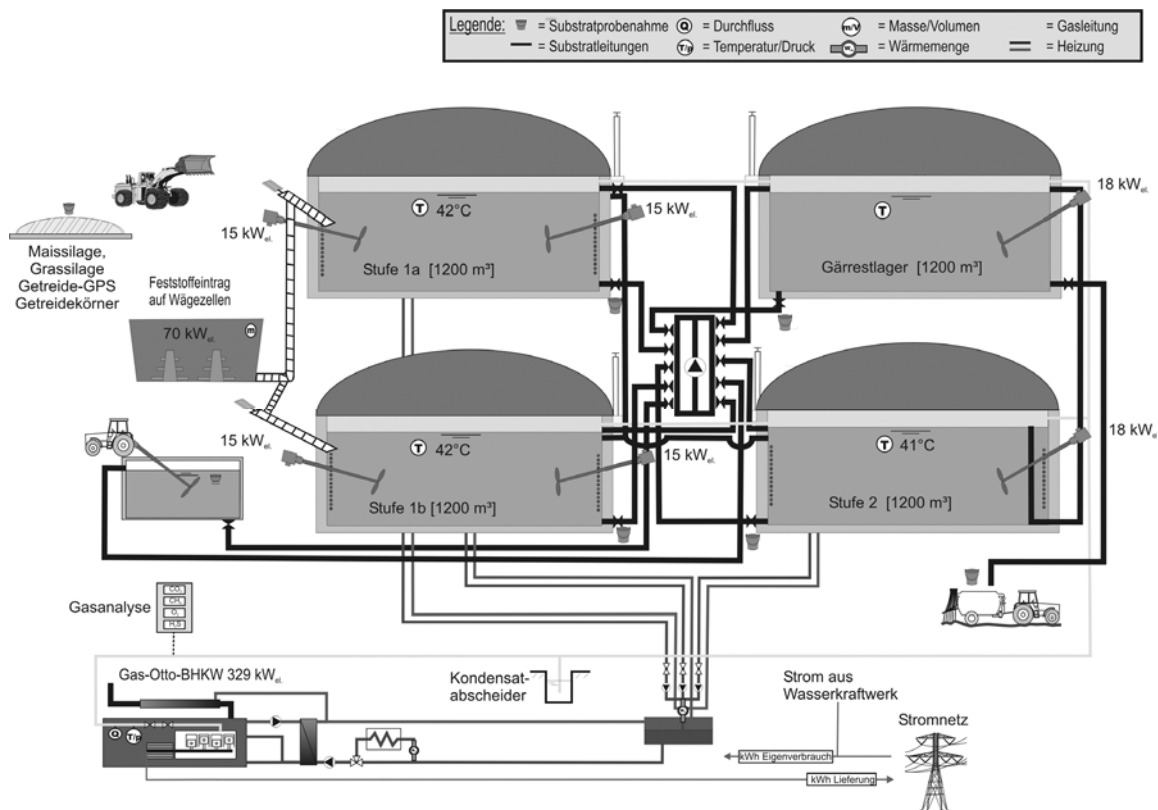 Legende: = Substratprobenahme Q = Durchfluss m/V = Masse/Volumen = Gasleitung
= Substratleitungen T/p = Temperatur/Druck = Wärmemenge = Heizung
18 kWel.
15 kWel.
T 42°C
15 kWel.
T
Maissilage,
Grassilage
Getreide-GPS
Getreidekörner
Stufe 1a [1200 m³]
Gärrestlager [1200 m³]
Feststoffeintrag
auf Wägezellen
70 kWel.
m
15 kWel.
T 42°C
15 kWel.
T 41°C
18 kWel
Stufe 1b [1200 m³]
Stufe 2 [1200 m³]
Gasanalyse
CO2
CH4
O2
H2S
Gas-Otto-BHKW 329 kWel.
Kondensat-
abscheider
Strom aus
Wasserkraftwerk
Stromnetz
Q T/p
kWh Eigenverbrauch
kWh Lieferung